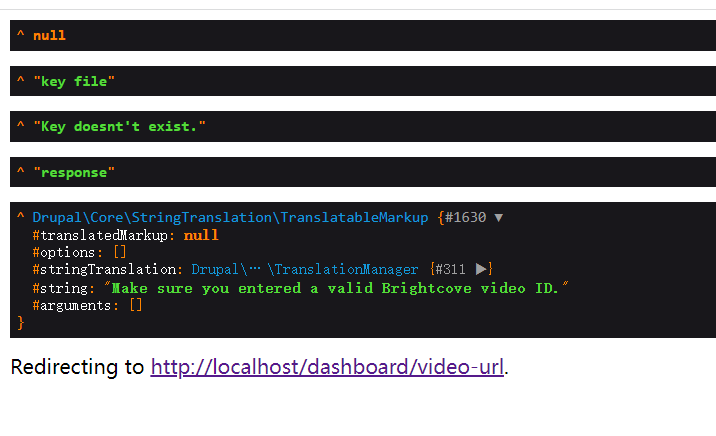 ^ null
^ "key file"
^ "Key doesnt't exist."
^ "response"
^ Drupal\Core\StringTranslation\TranslatableMarkup {#1630 ▼
#translatedMarkup: null
#options: []
#stringTranslation: Drupal\…\TranslationManager {#311 ▶}
#string: "Make sure you entered a valid Brightcove video ID."
#arguments: []
}
Redirecting to http://localhost/dashboard/video-url.